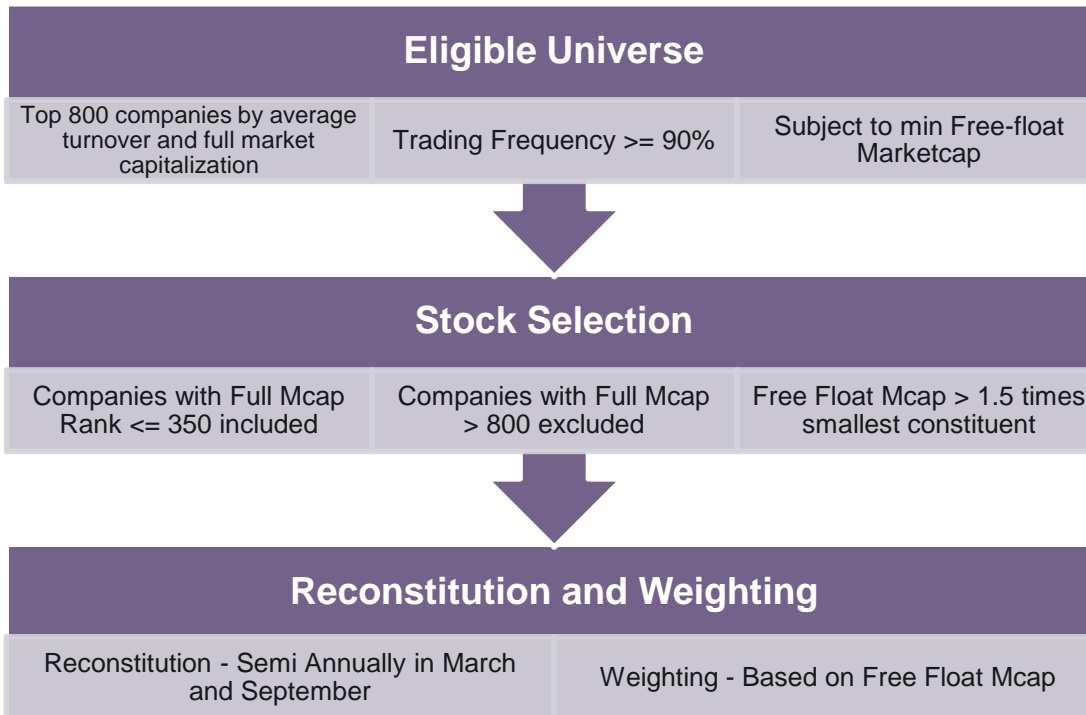 Eligible Universe
Top 800 companies by average
turnover and full market
capitalization
Trading Frequency >= 90%
Subject to min Free-float
Marketcap
Stock Selection
Companies with Full Mcap
Rank <= 350 included
Companies with Full Mcap
> 800 excluded
Free Float Mcap > 1.5 times
smallest constituent
Reconstitution and Weighting
Reconstitution - Semi Annually in March
and September
Weighting - Based on Free Float Mcap